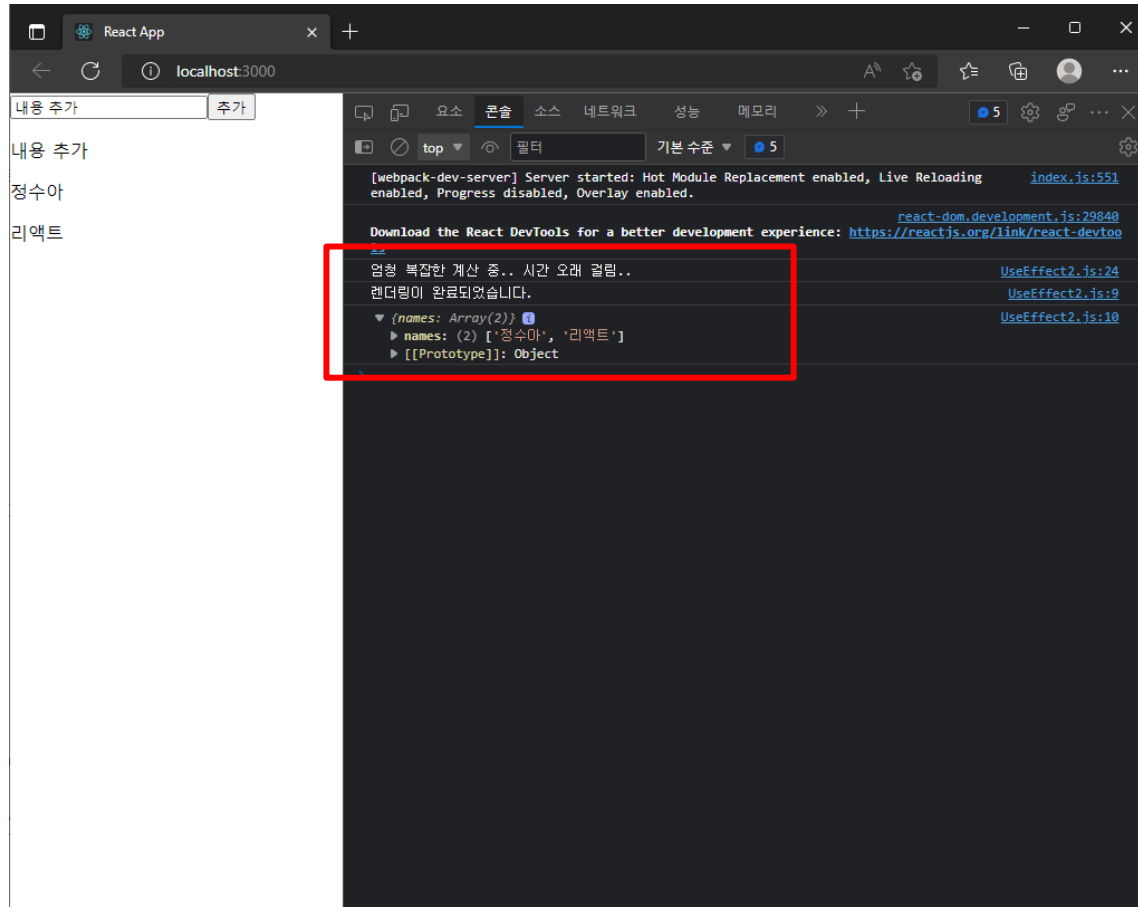 React App
localhost:3000
내용 추가 추가
내용 추가
정수아
리액트
요소 콘솔 소스 네트워크 성능 메모리 5
top 필터 기본 수준 5
[webpack-dev-server] Server started: Hot Module Replacement enabled, Live Reloading index.js:551
enabled, Progress disabled, Overlay enabled.
react-dom.development.js:29840
Download the React DevTools for a better development experience: https://reactjs.org/link/react-devtoo
ls
엄청 복잡한 계산 중.. 시간 오래 걸림.. UseEffect2.js:24
렌더링이 완료되었습니다. UseEffect2.js:9
▼ {names: Array(2)} i UseEffect2.js:10
▶ names: (2) ['정수아', '리액트']
▶ [[Prototype]]: Object